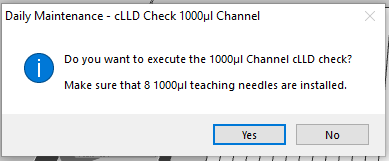 Daily Maintenance - cLLD Check 1000µl Channel
Do you want to execute the 1000µl Channel cLLD check?
Make sure that 8 1000µl teaching needles are installed.
Yes
No